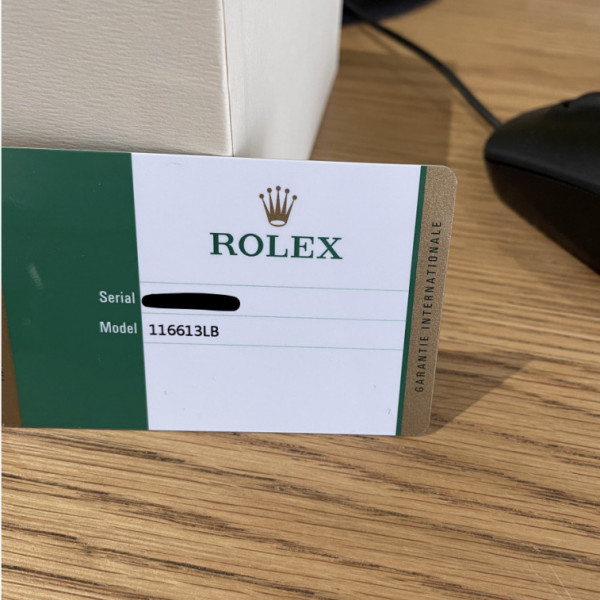 ROLEX
Serial
Model 116613LB
GARANTIE INTERNATIONALE